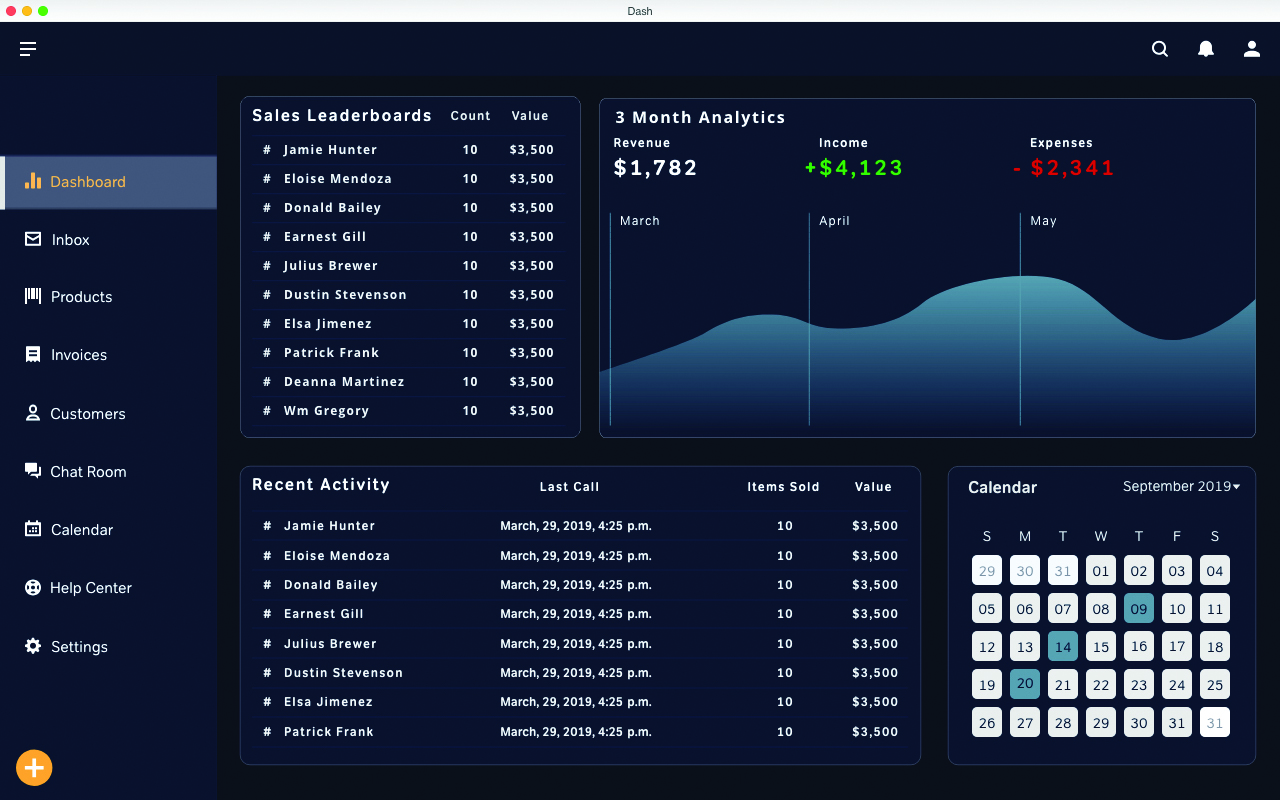 Dash
Dashboard
Inbox
Products
Invoices
Customers
Chat Room
Calendar
Help Center
Settings
Sales Leaderboards Count Value
# Jamie Hunter 10 $3,500
# Eloise Mendoza 10 $3,500
# Donald Bailey 10 $3,500
# Earnest Gill 10 $3,500
# Julius Brewer 10 $3,500
# Dustin Stevenson 10 $3,500
# Elsa Jimenez 10 $3,500
# Patrick Frank 10 $3,500
# Deanna Martinez 10 $3,500
# Wm Gregory 10 $3,500
3 Month Analytics
Revenue Income Expenses
$1,782 +$4,123 - $2,341
March April May
Recent Activity Last Call Items Sold Value
# Jamie Hunter March, 29, 2019, 4:25 p.m. 10 $3,500
# Eloise Mendoza March, 29, 2019, 4:25 p.m. 10 $3,500
# Donald Bailey March, 29, 2019, 4:25 p.m. 10 $3,500
# Earnest Gill March, 29, 2019, 4:25 p.m. 10 $3,500
# Julius Brewer March, 29, 2019, 4:25 p.m. 10 $3,500
# Dustin Stevenson March, 29, 2019, 4:25 p.m. 10 $3,500
# Elsa Jimenez March, 29, 2019, 4:25 p.m. 10 $3,500
# Patrick Frank March, 29, 2019, 4:25 p.m. 10 $3,500
Calendar September 2019
S M T W T F S
29 30 31 01 02 03 04
05 06 07 08 09 10 11
12 13 14 15 16 17 18
19 20 21 22 23 24 25
26 27 28 29 30 31 31